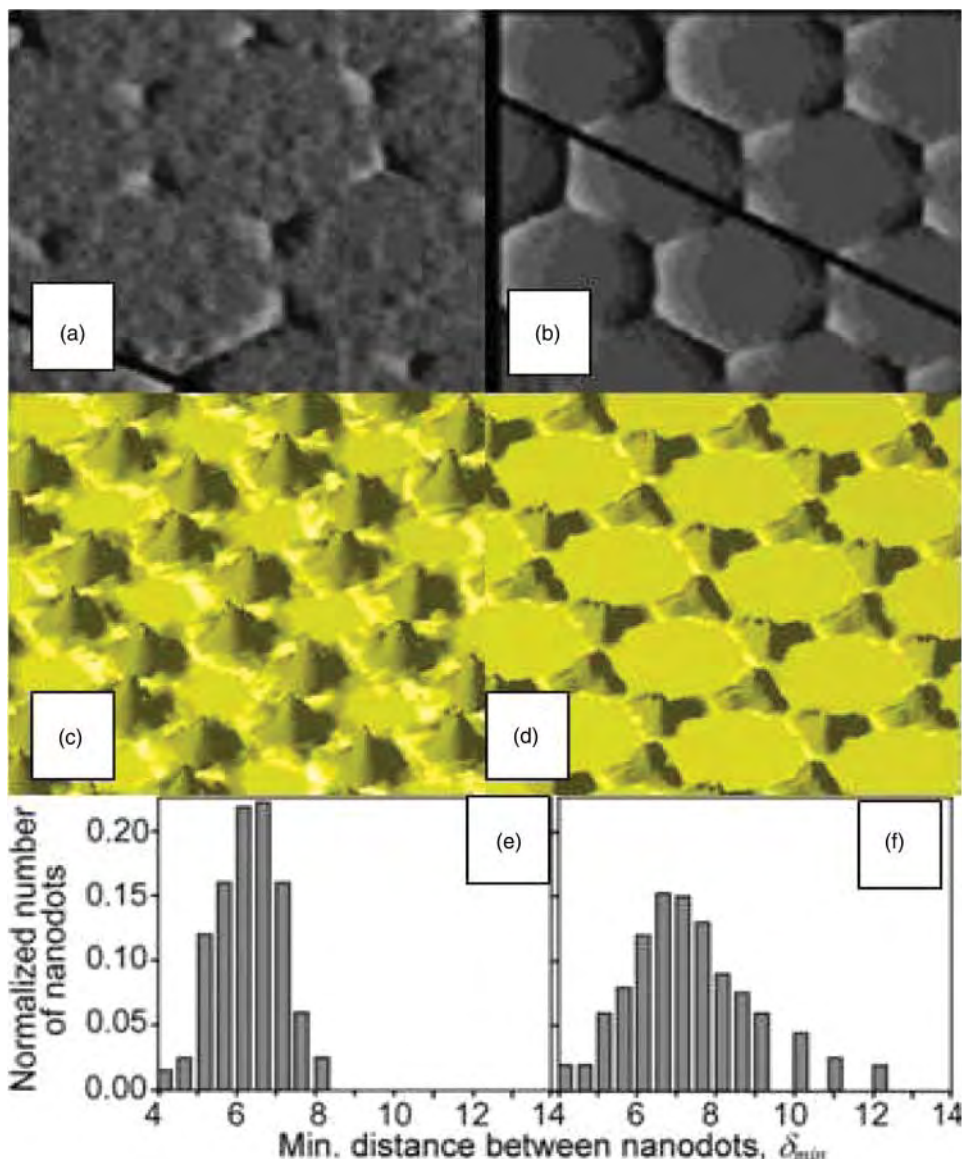 (a)
(b)
(c)
(d)
(e)
(f)
Normalized number
of nanodots
0.20
0.15
0.10
0.05
0.00
4 6 8 10 12 14 6 8 10 12 14
Min. distance between nanodots, δmin